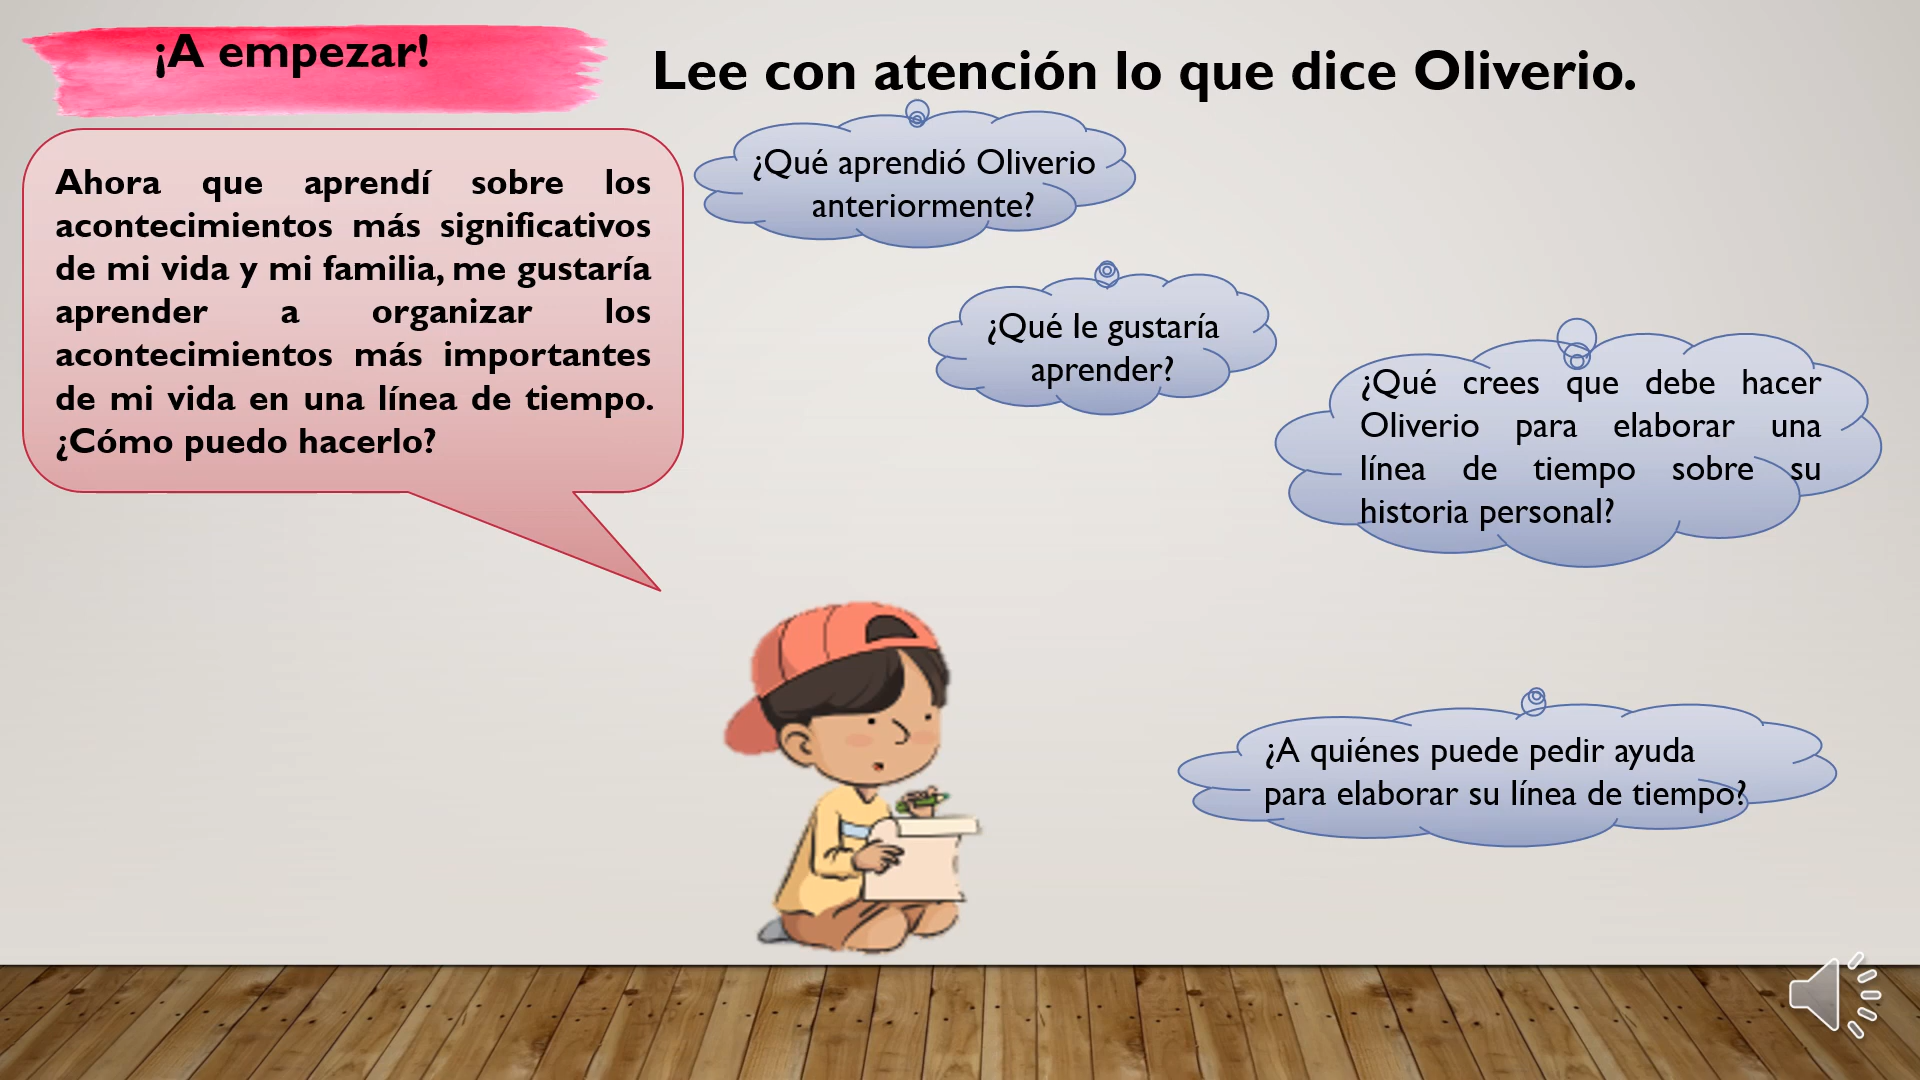 ¡A empezar!
Lee con atención lo que dice Oliverio.
Ahora que aprendí sobre los
acontecimientos más significativos
de mi vida y mi familia, me gustaría
aprender a organizar los
acontecimientos más importantes
de mi vida en una línea de tiempo.
¿Cómo puedo hacerlo?
¿Qué aprendió Oliverio
anteriormente?
¿Qué le gustaría
aprender?
¿Qué crees que debe hacer
Oliverio para elaborar una
línea de tiempo sobre su
historia personal?
¿A quiénes puede pedir ayuda
para elaborar su línea de tiempo?